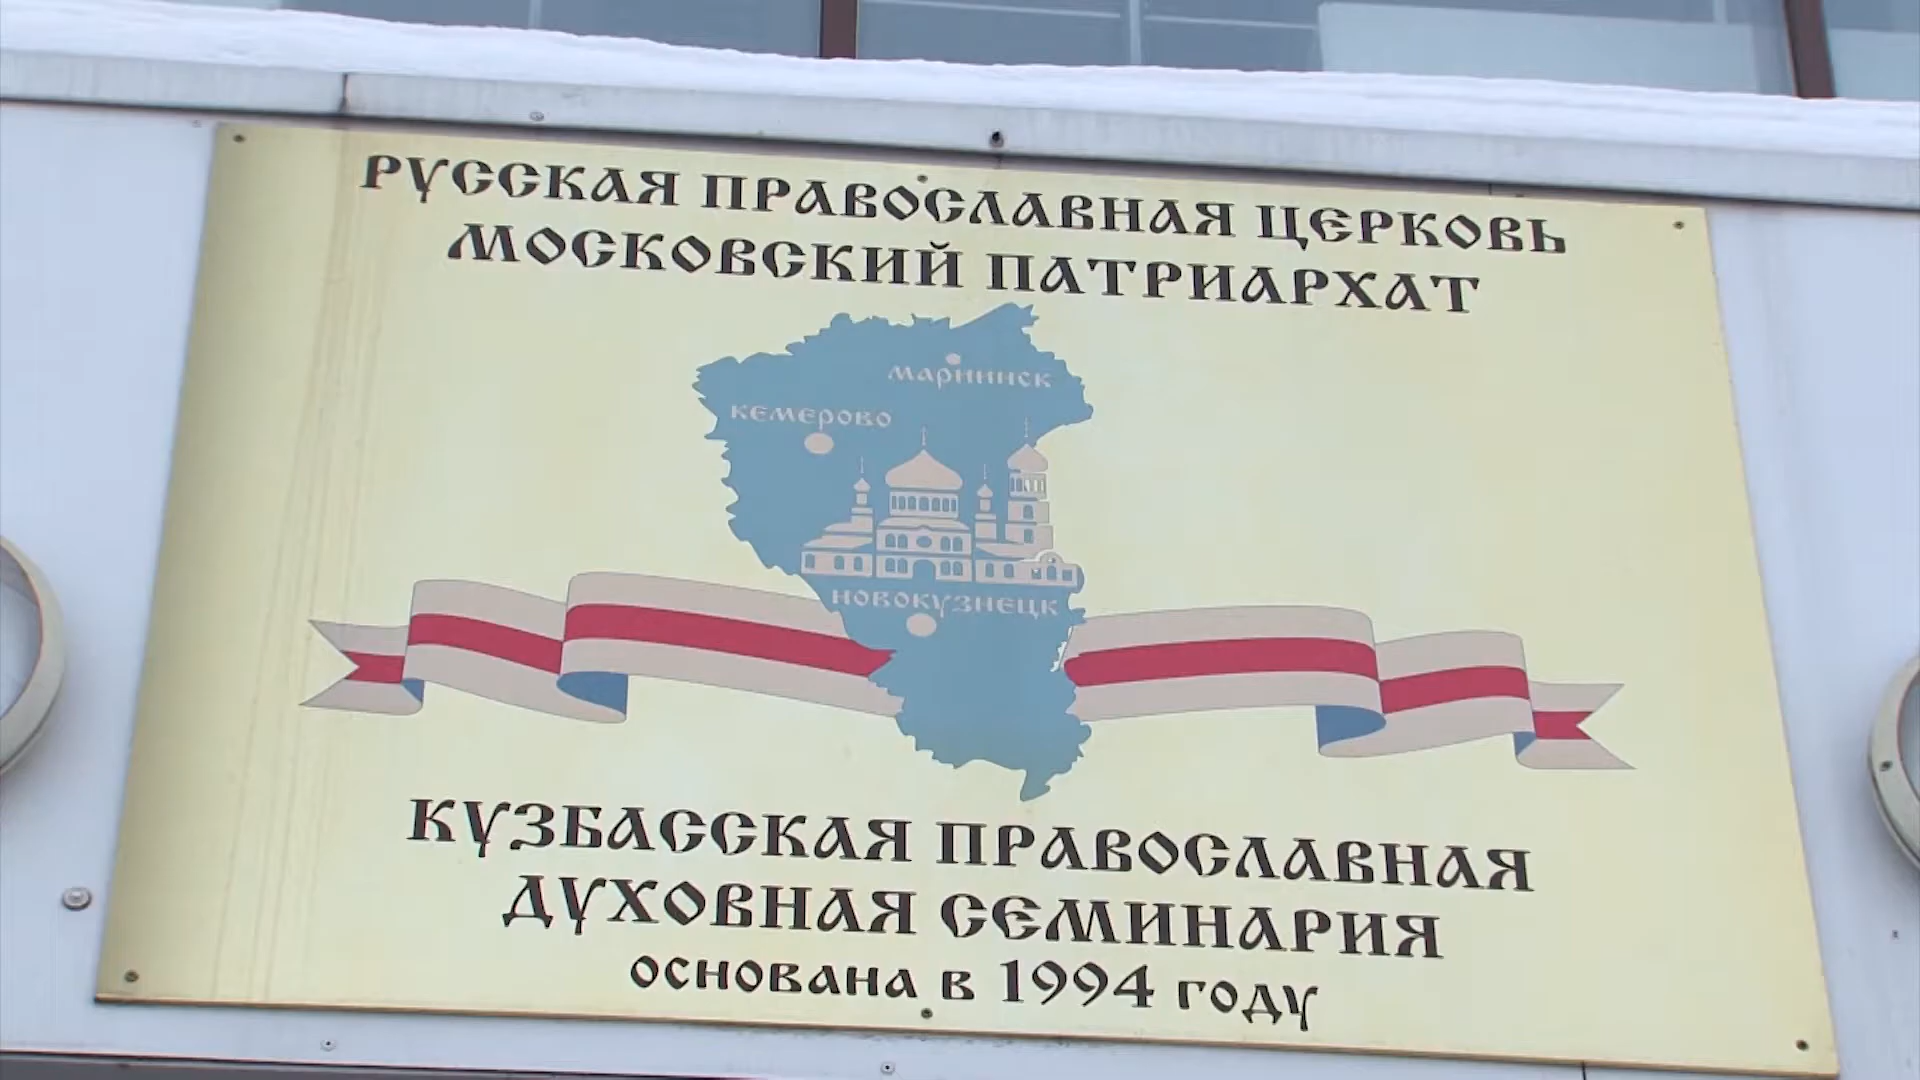 РУССКАЯ ПРАВОСЛАВНАЯ ЦЕРКОВЬ
МОСКОВСКИЙ ПАТРИАРХАТ
МАРИИНСК
КЕМЕРОВО
НОВОКУЗНЕЦК
КУЗБАССКАЯ ПРАВОСЛАВНАЯ
ДУХОВНАЯ СЕМИНАРИЯ
ОСНОВАНА В 1994 ГОДУ